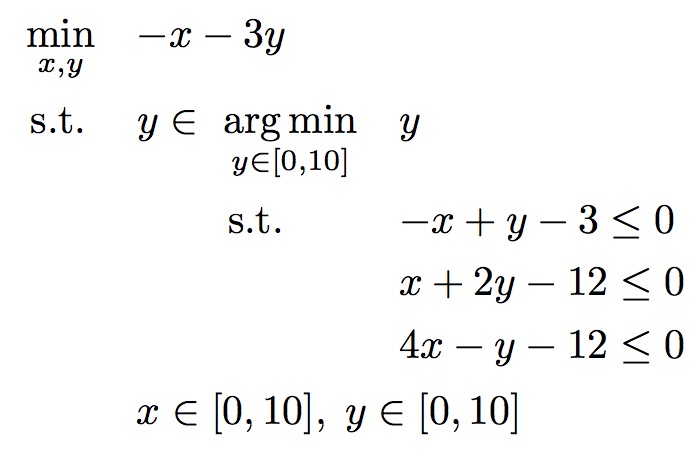 min −x − 3y
x,y
s.t. y ∈ arg min y
y∈[0,10]
s.t. −x + y − 3 ≤ 0
x + 2y − 12 ≤ 0
4x − y − 12 ≤ 0
x ∈ [0, 10], y ∈ [0, 10]